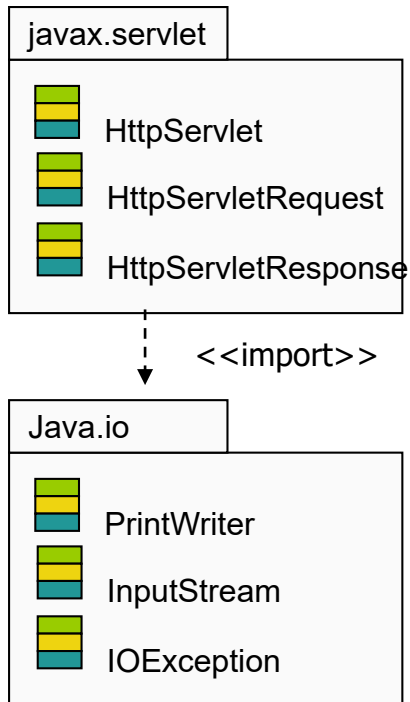 javax.servlet
HttpServlet
HttpServletRequest
HttpServletResponse
<<import>>
Java.io
PrintWriter
InputStream
IOException